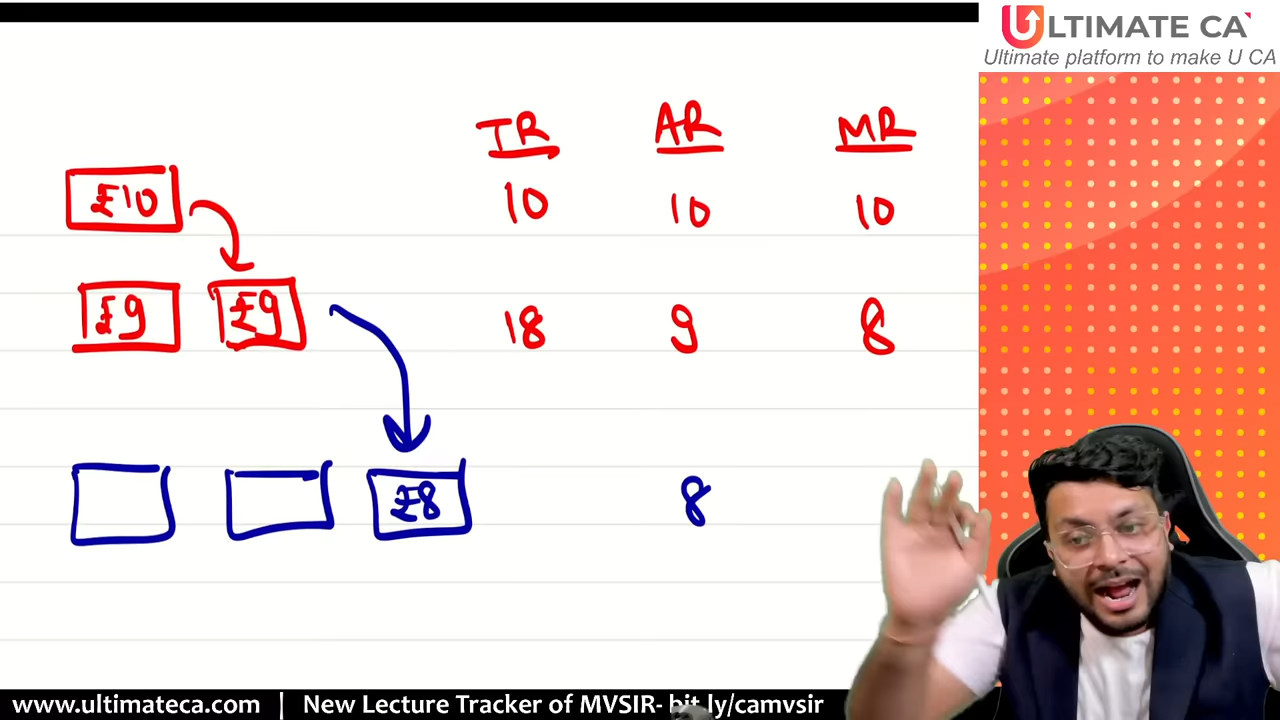 ULTIMATE CA
Ultimate platform to make U CA
TR AR MR
₹10 10 10 10
₹9 ₹9 18 9 8
₹8 8
www.ultimateca.com | New Lecture Tracker of MVSIR- bit ly/camvsir